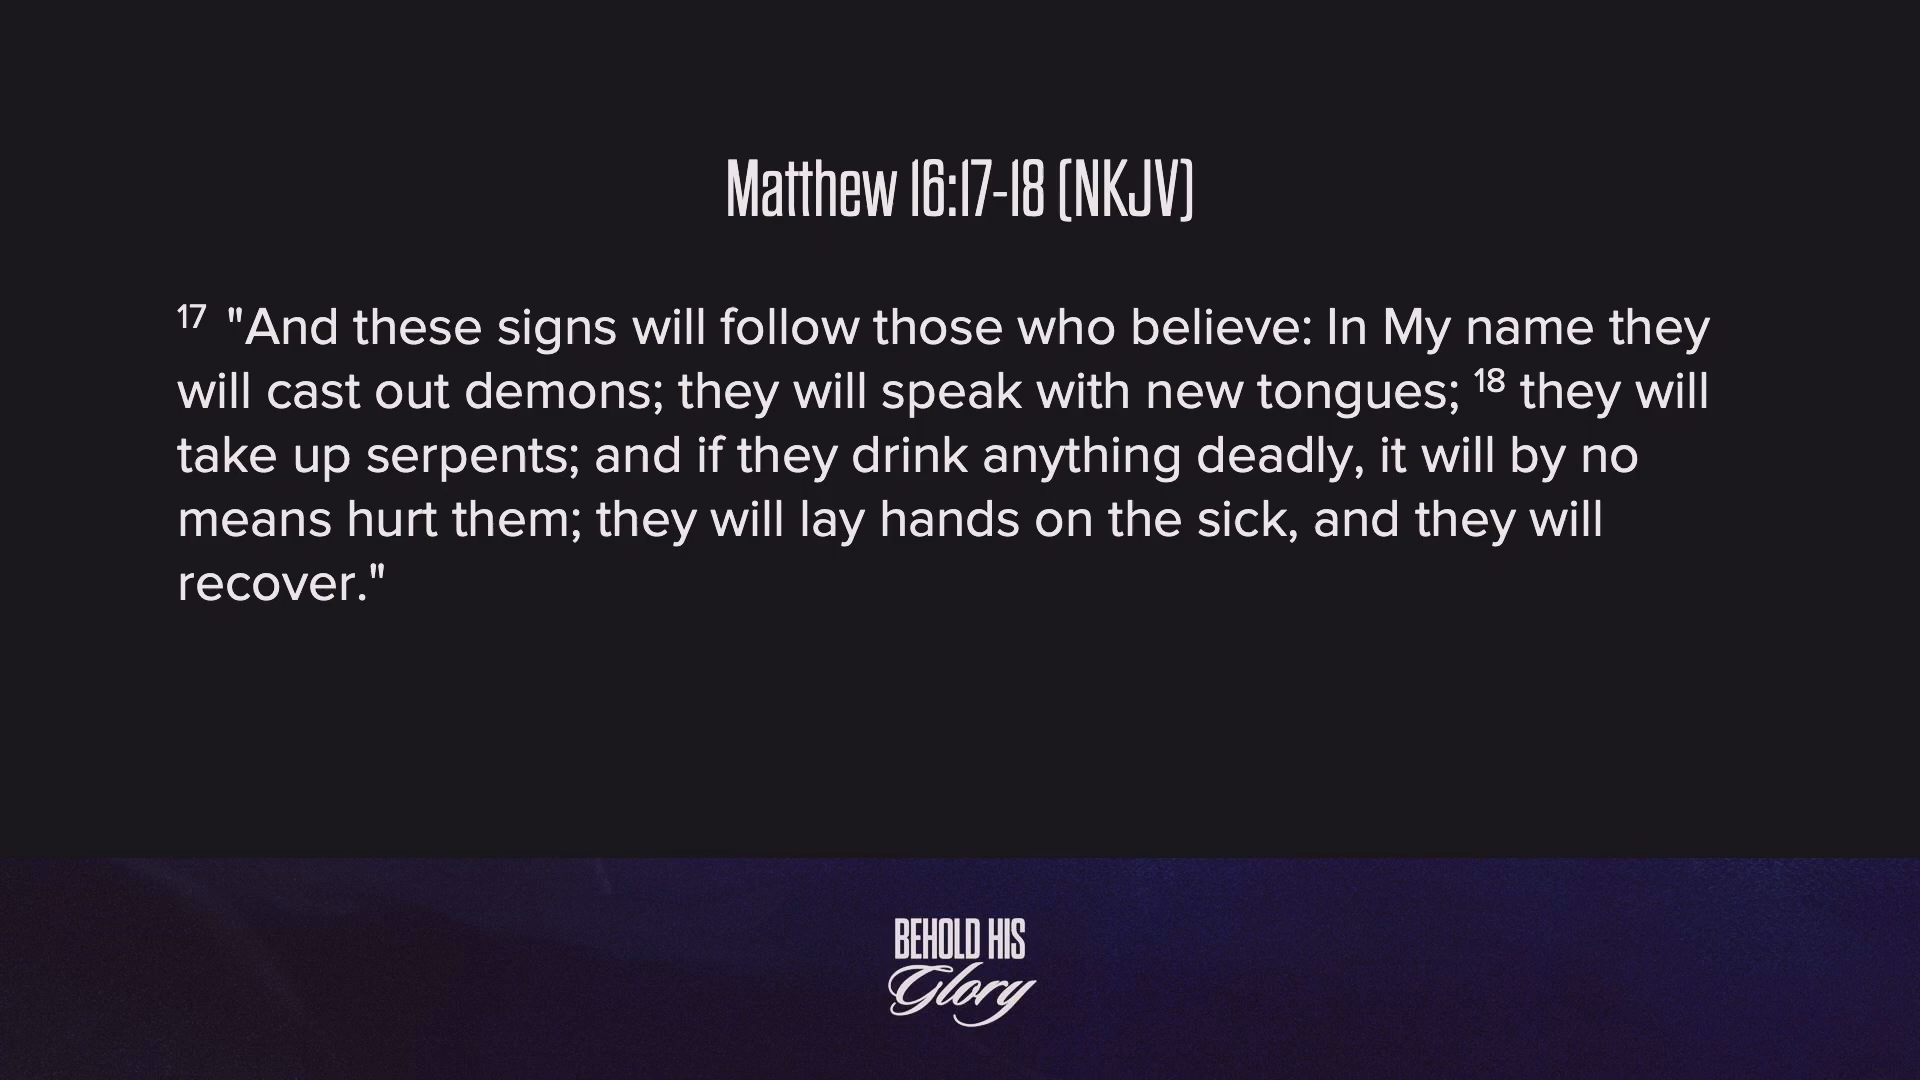 Matthew 16:17-18 (NKJV)
17 "And these signs will follow those who believe: In My name they
will cast out demons; they will speak with new tongues; 18 they will
take up serpents; and if they drink anything deadly, it will by no
means hurt them; they will lay hands on the sick, and they will
recover."
BEHOLD HIS
Glory